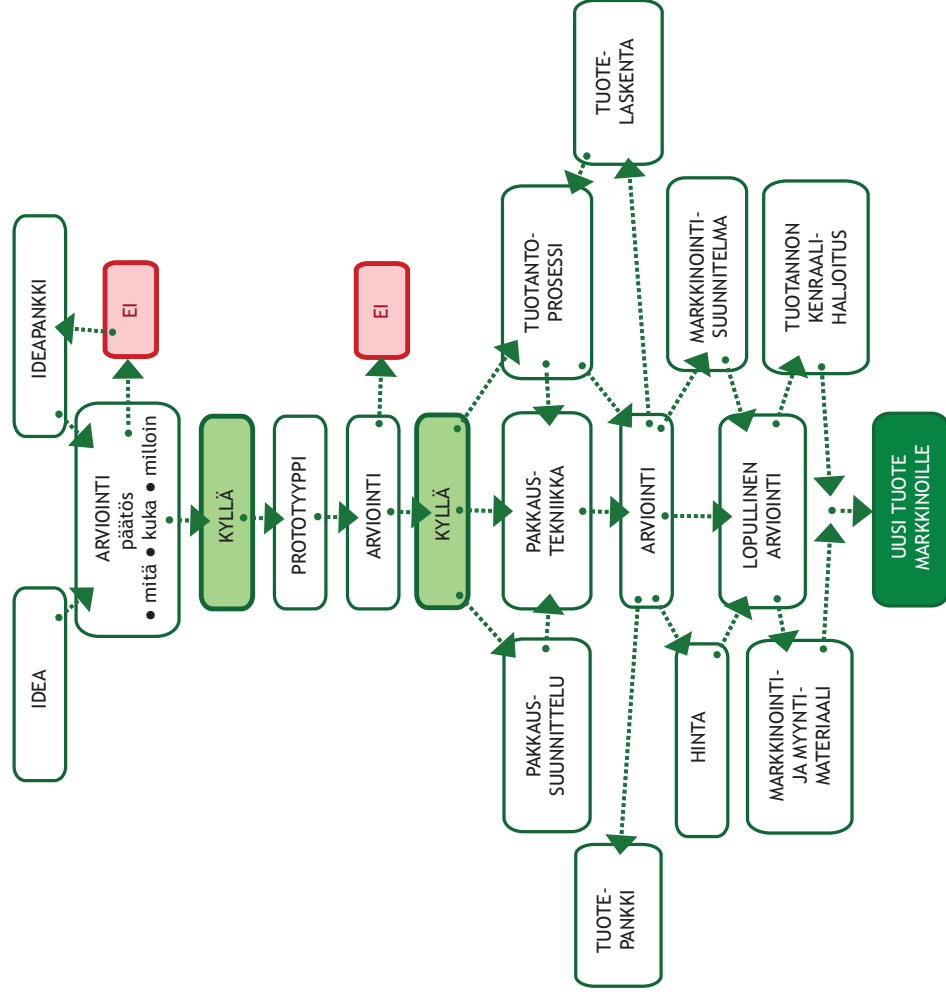 IDEA
IDEAPANKKI
ARVIOINTI
päätös
● mitä ● kuka ● milloin
EI
KYLLÄ
PROTOTYYPPI
ARVIOINTI
EI
KYLLÄ
PAKKAUS-
SUUNNITTELU
PAKKAUS-
TEKNIIKKA
TUOTANTO-
PROSESSI
TUOTE-
PANKKI
ARVIOINTI
TUOTE-
LASKENTA
HINTA
MARKKINOINTI-
SUUNNITELMA
MARKKINOINTI-
JA MYYNTI-
MATERIAALI
LOPULLINEN
ARVIOINTI
TUOTANNON
KENRAALI-
HALJOITUS
UUSI TUOTE
MARKKINOILLE